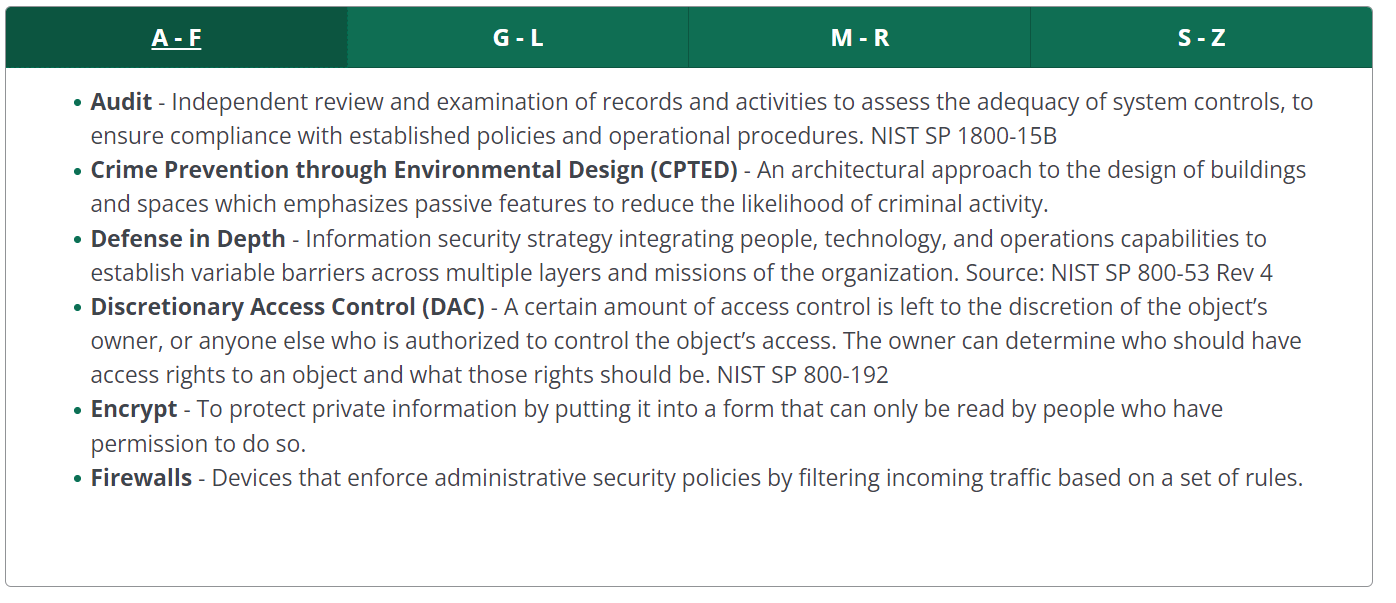 A - F
G - L
M - R
S - Z
• Audit - Independent review and examination of records and activities to assess the adequacy of system controls, to
ensure compliance with established policies and operational procedures. NIST SP 1800-15B
• Crime Prevention through Environmental Design (CPTED) - An architectural approach to the design of buildings
and spaces which emphasizes passive features to reduce the likelihood of criminal activity.
• Defense in Depth - Information security strategy integrating people, technology, and operations capabilities to
establish variable barriers across multiple layers and missions of the organization. Source: NIST SP 800-53 Rev 4
• Discretionary Access Control (DAC) - A certain amount of access control is left to the discretion of the object’s
owner, or anyone else who is authorized to control the object’s access. The owner can determine who should have
access rights to an object and what those rights should be. NIST SP 800-192
• Encrypt - To protect private information by putting it into a form that can only be read by people who have
permission to do so.
• Firewalls - Devices that enforce administrative security policies by filtering incoming traffic based on a set of rules.